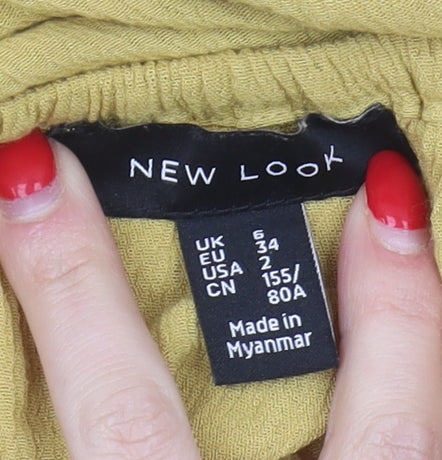 NEW LOOK
UK 6
EU 34
USA 2
CN 155/
80A
Made in
Myanmar